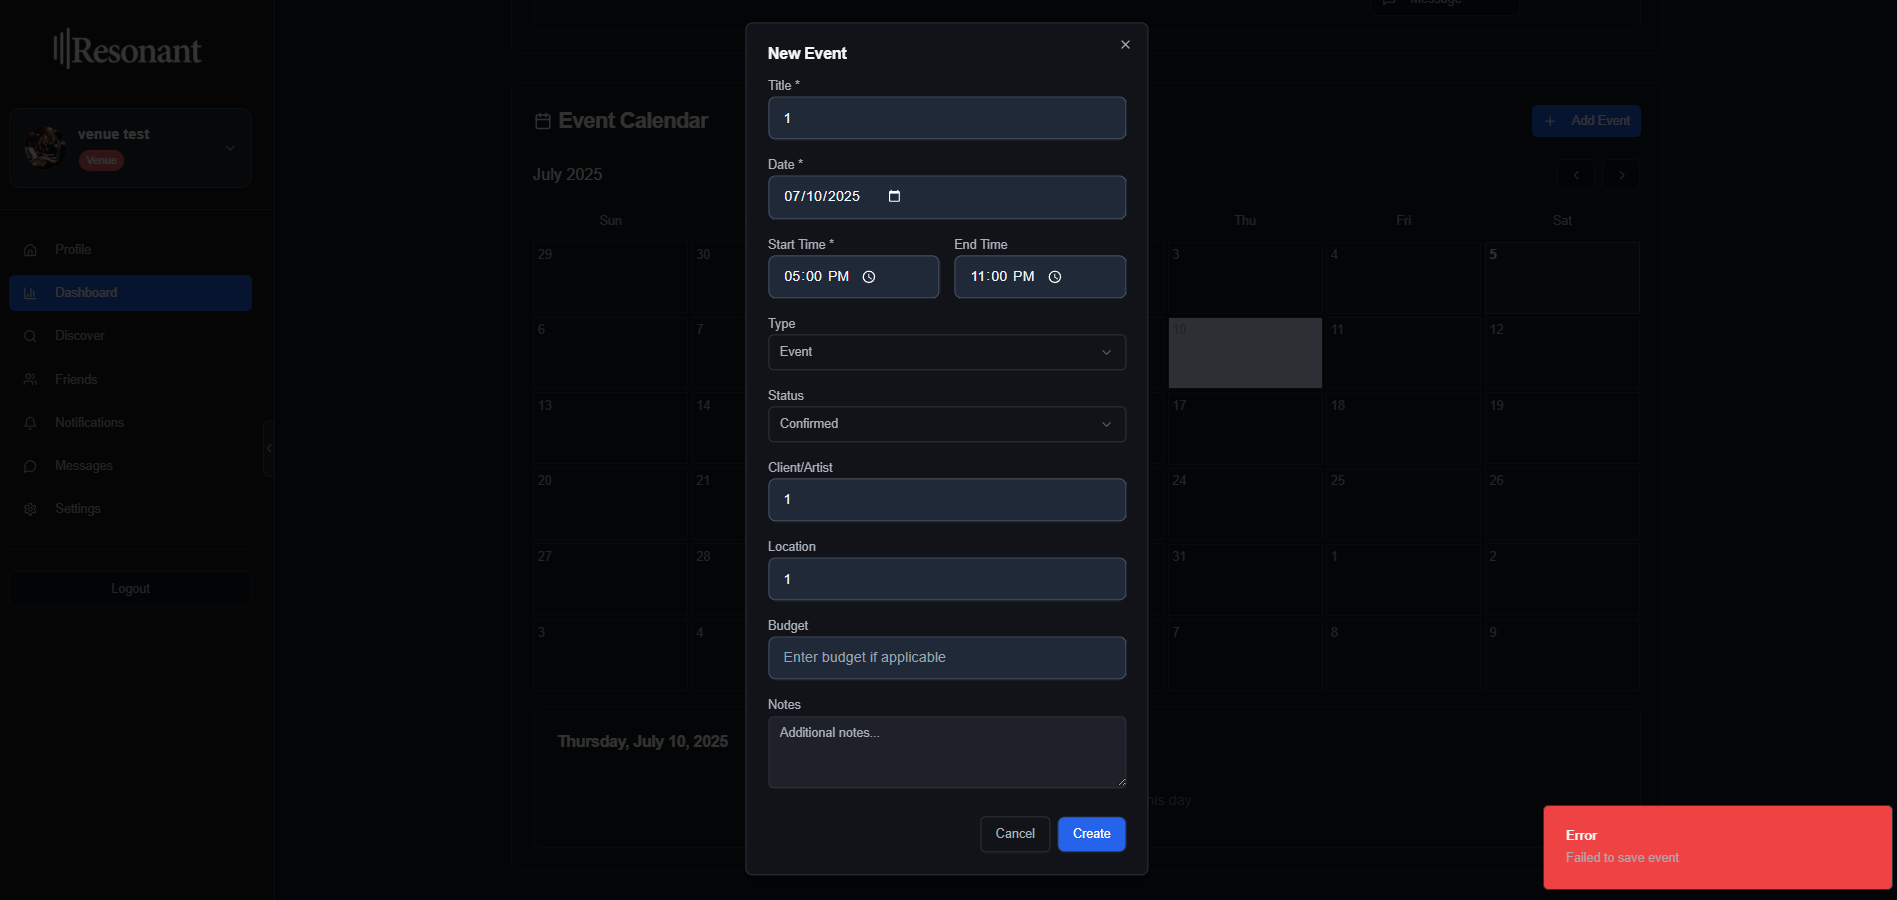 Message
Resonant
venue test
Venue
Profile
Dashboard
Discover
Friends
Notifications
Messages
Settings
Logout
Event Calendar
Add Event
July 2025
Sun
Thu
Fri
Sat
29
30
3
4
5
6
7
10
11
12
13
14
17
18
19
20
21
24
25
26
27
28
31
1
2
3
4
7
8
9
Thursday, July 10, 2025
his day
New Event
Title *
1
Date *
07/10/2025
Start Time *
End Time
05:00 PM
11:00 PM
Type
Event
Status
Confirmed
Client/Artist
1
Location
1
Budget
Enter budget if applicable
Notes
Additional notes...
Cancel
Create
Error
Failed to save event